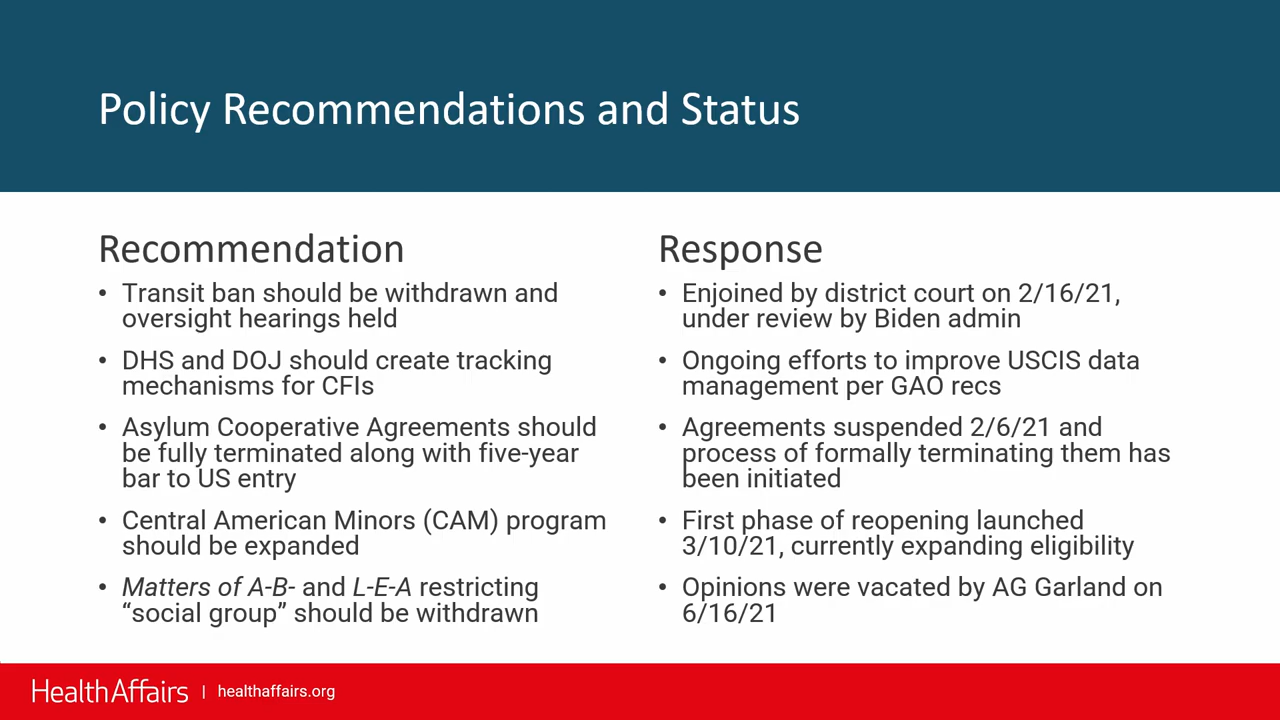 Policy Recommendations and Status
Recommendation
• Transit ban should be withdrawn and
oversight hearings held
• DHS and DOJ should create tracking
mechanisms for CFIs
• Asylum Cooperative Agreements should
be fully terminated along with five-year
bar to US entry
• Central American Minors (CAM) program
should be expanded
• Matters of A-B- and L-E-A restricting
“social group” should be withdrawn
Response
• Enjoined by district court on 2/16/21,
under review by Biden admin
• Ongoing efforts to improve USCIS data
management per GAO recs
• Agreements suspended 2/6/21 and
process of formally terminating them has
been initiated
• First phase of reopening launched
3/10/21, currently expanding eligibility
• Opinions were vacated by AG Garland on
6/16/21
HealthAffairs | healthaffairs.org